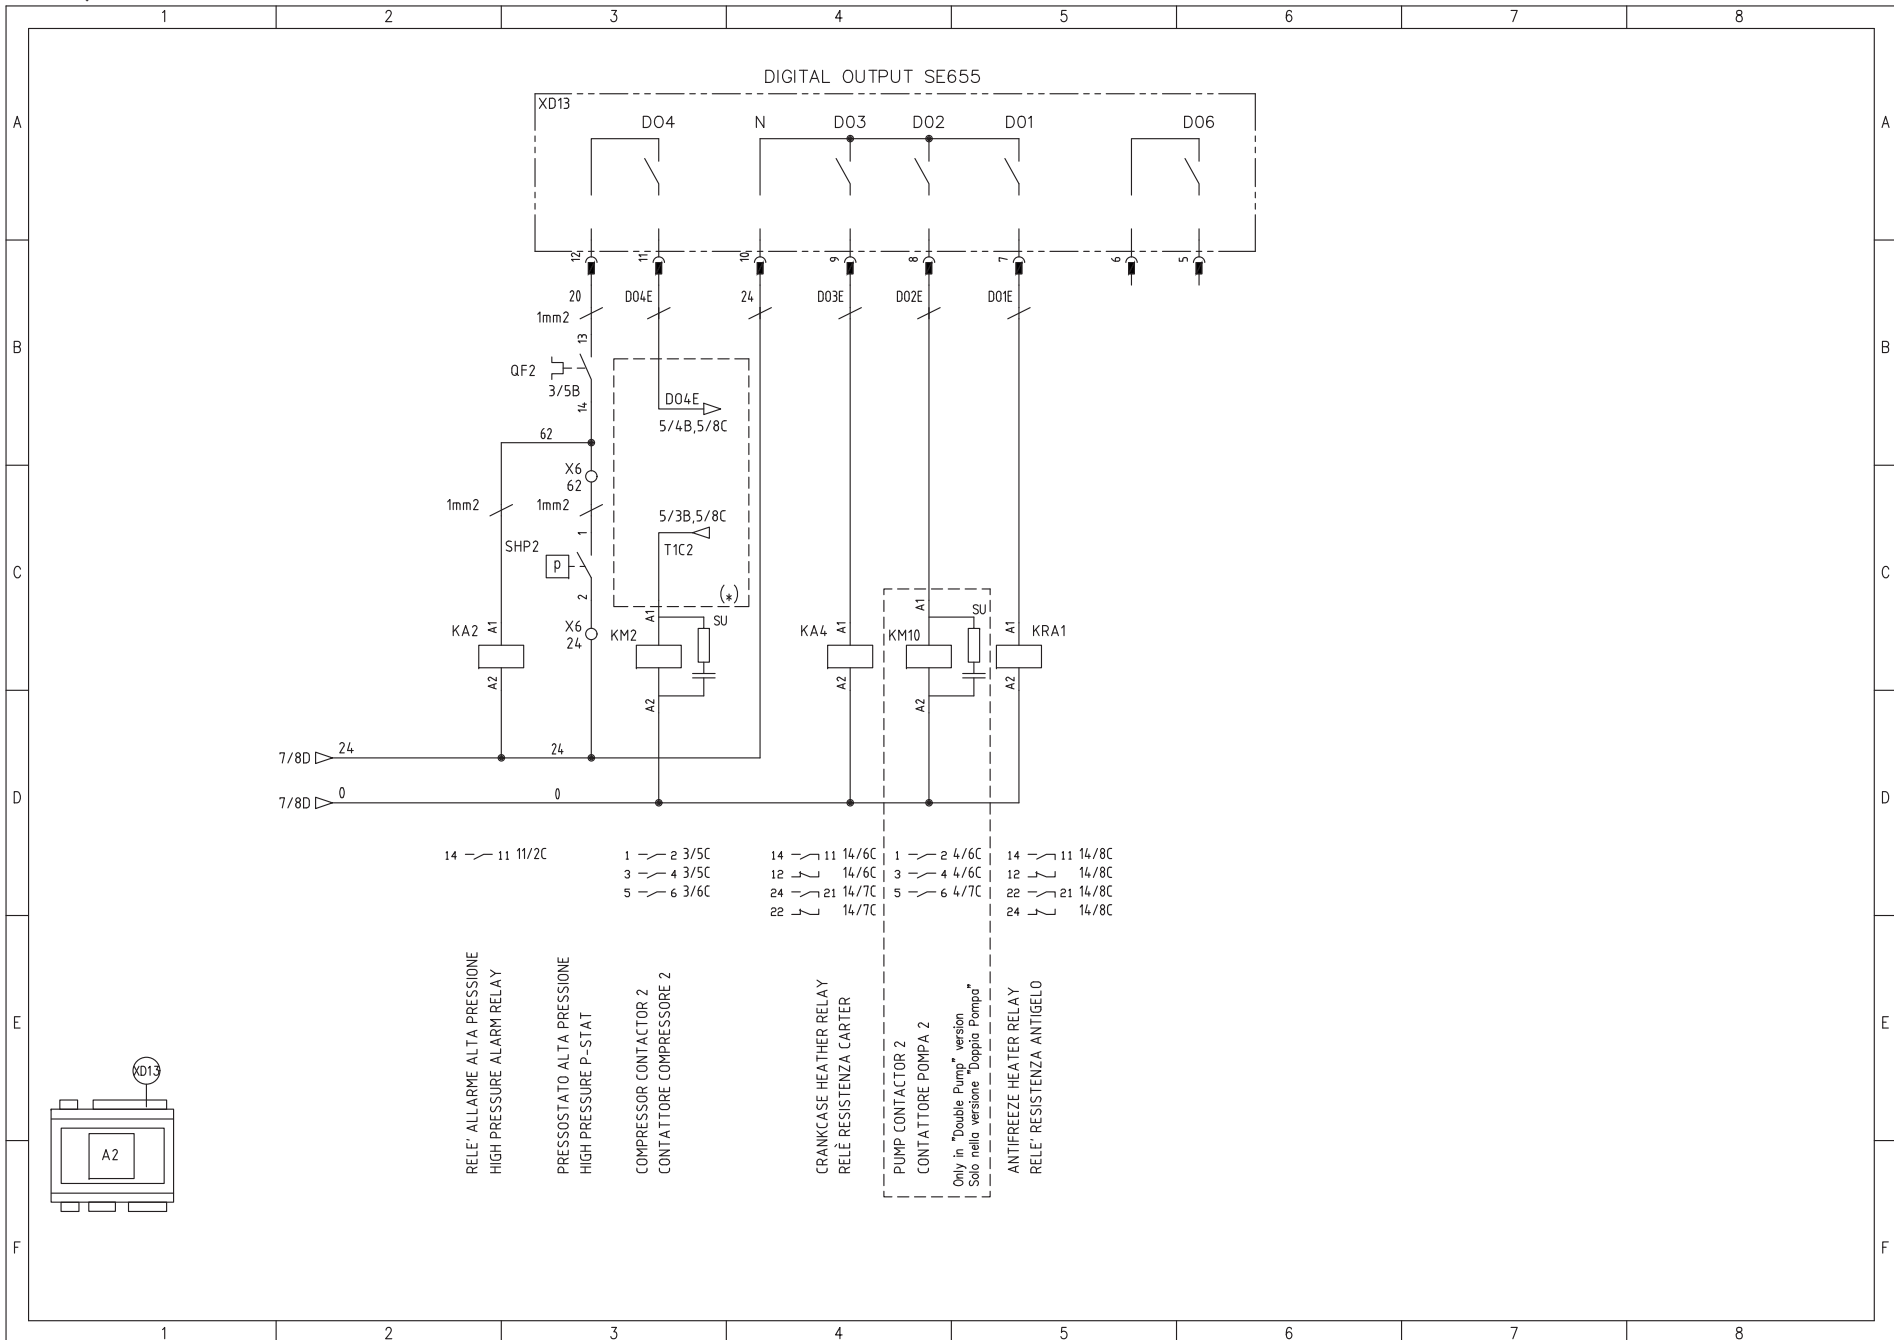 1 2 3 4 5 6 7 8
DIGITAL OUTPUT SE655
XD13
A DO4 N DO3 DO2 DO1 DO6 A
12 11 10 9 8 7 6 5
20 DO4E 24 DO3E DO2E DO1E
1mm2
13
B B
QF2
3/5B
14
DO4E
5/4B,5/8C
62
X6
62
1mm2 1mm2
5/3B,5/8C
1
T1C2
SHP2
P
C C
2
(*)
A1 SU A1 SU
KA2 A1 X6 KM2 KA4 A1 KM10 A1 KRA1
24
A2 A2 A2
A2 A2
7/8D 24 24
7/8D 0 0
D D
14 11 11/2C 1 2 3/5C 14 11 14/6C 1 2 4/6C 14 11 14/8C
3 4 3/5C 12 14/6C 3 4 4/6C 12 14/8C
5 6 3/6C 24 21 14/7C 5 6 4/7C 22 21 14/8C
22 14/7C 24 14/8C
RELE' ALLARME ALTA PRESSIONE
HIGH PRESSURE ALARM RELAY
PRESSOSTATO ALTA PRESSIONE
HIGH PRESSURE P-STAT
COMPRESSOR CONTACTOR 2
CONTATTORE COMPRESSORE 2
CRANKCASE HEATHER RELAY
RELÈ RESISTENZA CARTER
PUMP CONTACTOR 2
CONTATTORE POMPA 2
Only in "Double Pump" version
Solo nella versione "Doppia Pompa"
ANTIFREEZE HEATER RELAY
RELE' RESISTENZA ANTIGELO
E E
XD13
A2
F F
1 2 3 4 5 6 7 8